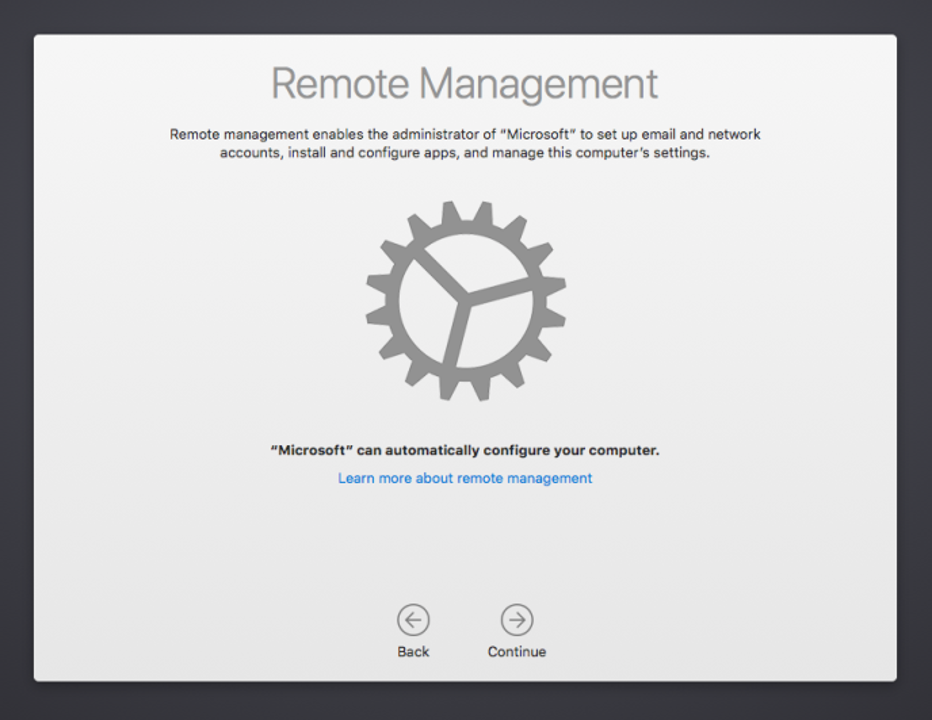 Remote Management
Remote management enables the administrator of “Microsoft” to set up email and network
accounts, install and configure apps, and manage this computer’s settings.
“Microsoft” can automatically configure your computer.
Learn more about remote management
Back
Continue